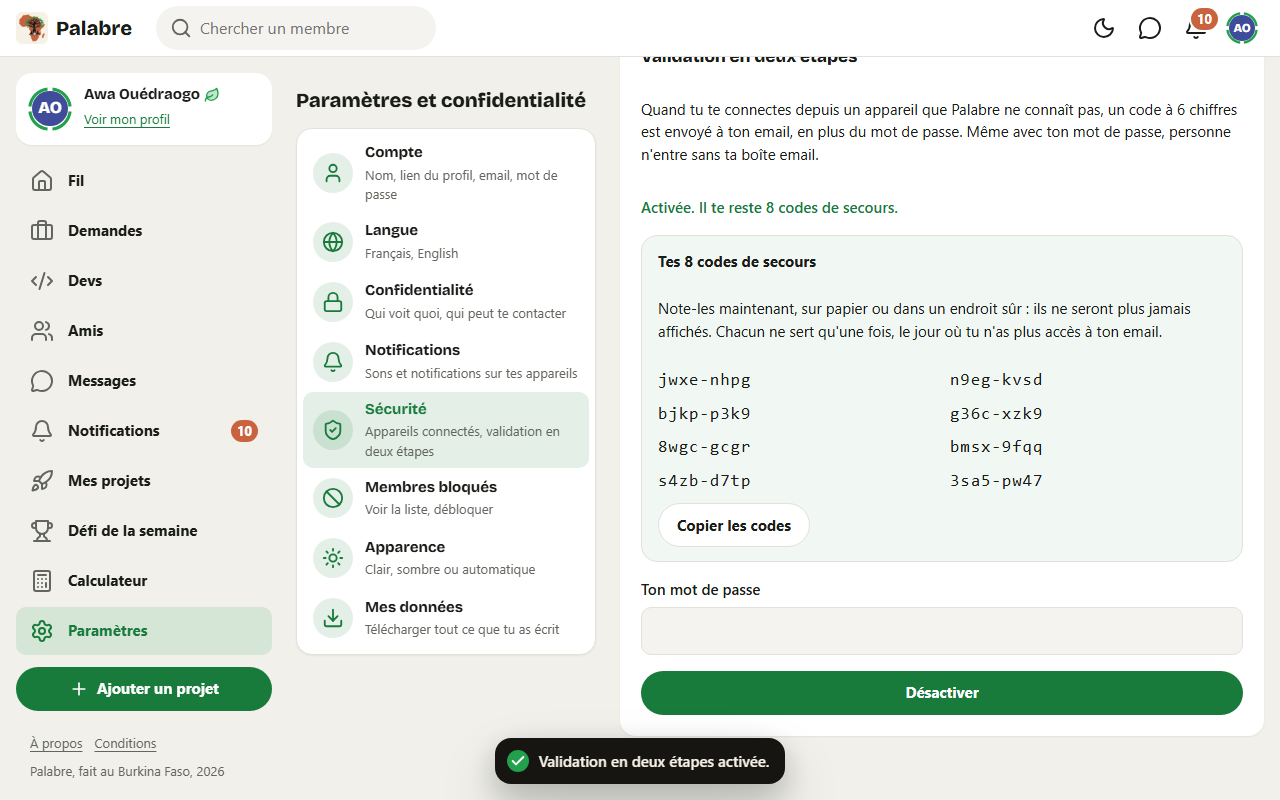 Palabre
Chercher un membre
10
AO
AO
Awa Ouédraogo
Voir mon profil
Fil
Demandes
Devs
Amis
Messages
Notifications
10
Mes projets
Défi de la semaine
Calculateur
Paramètres
Ajouter un projet
À propos
Conditions
Palabre, fait au Burkina Faso, 2026
Paramètres et confidentialité
Compte
Nom, lien du profil, email, mot de
passe
Langue
Français, English
Confidentialité
Qui voit quoi, qui peut te contacter
Notifications
Sons et notifications sur tes appareils
Sécurité
Appareils connectés, validation en
deux étapes
Membres bloqués
Voir la liste, débloquer
Apparence
Clair, sombre ou automatique
Mes données
Télécharger tout ce que tu as écrit
Validation en deux étapes
Quand tu te connectes depuis un appareil que Palabre ne connaît pas, un code à 6 chiffres
est envoyé à ton email, en plus du mot de passe. Même avec ton mot de passe, personne
n'entre sans ta boîte email.
Activée. Il te reste 8 codes de secours.
Tes 8 codes de secours
Note-les maintenant, sur papier ou dans un endroit sûr : ils ne seront plus jamais
affichés. Chacun ne sert qu'une fois, le jour où tu n'as plus accès à ton email.
jwxe-nhpg
n9eg-kvsd
bjkp-p3k9
g36c-xzk9
8wgc-gcgr
bmsx-9fqq
s4zb-d7tp
3sa5-pw47
Copier les codes
Ton mot de passe
Désactiver
Validation en deux étapes activée.